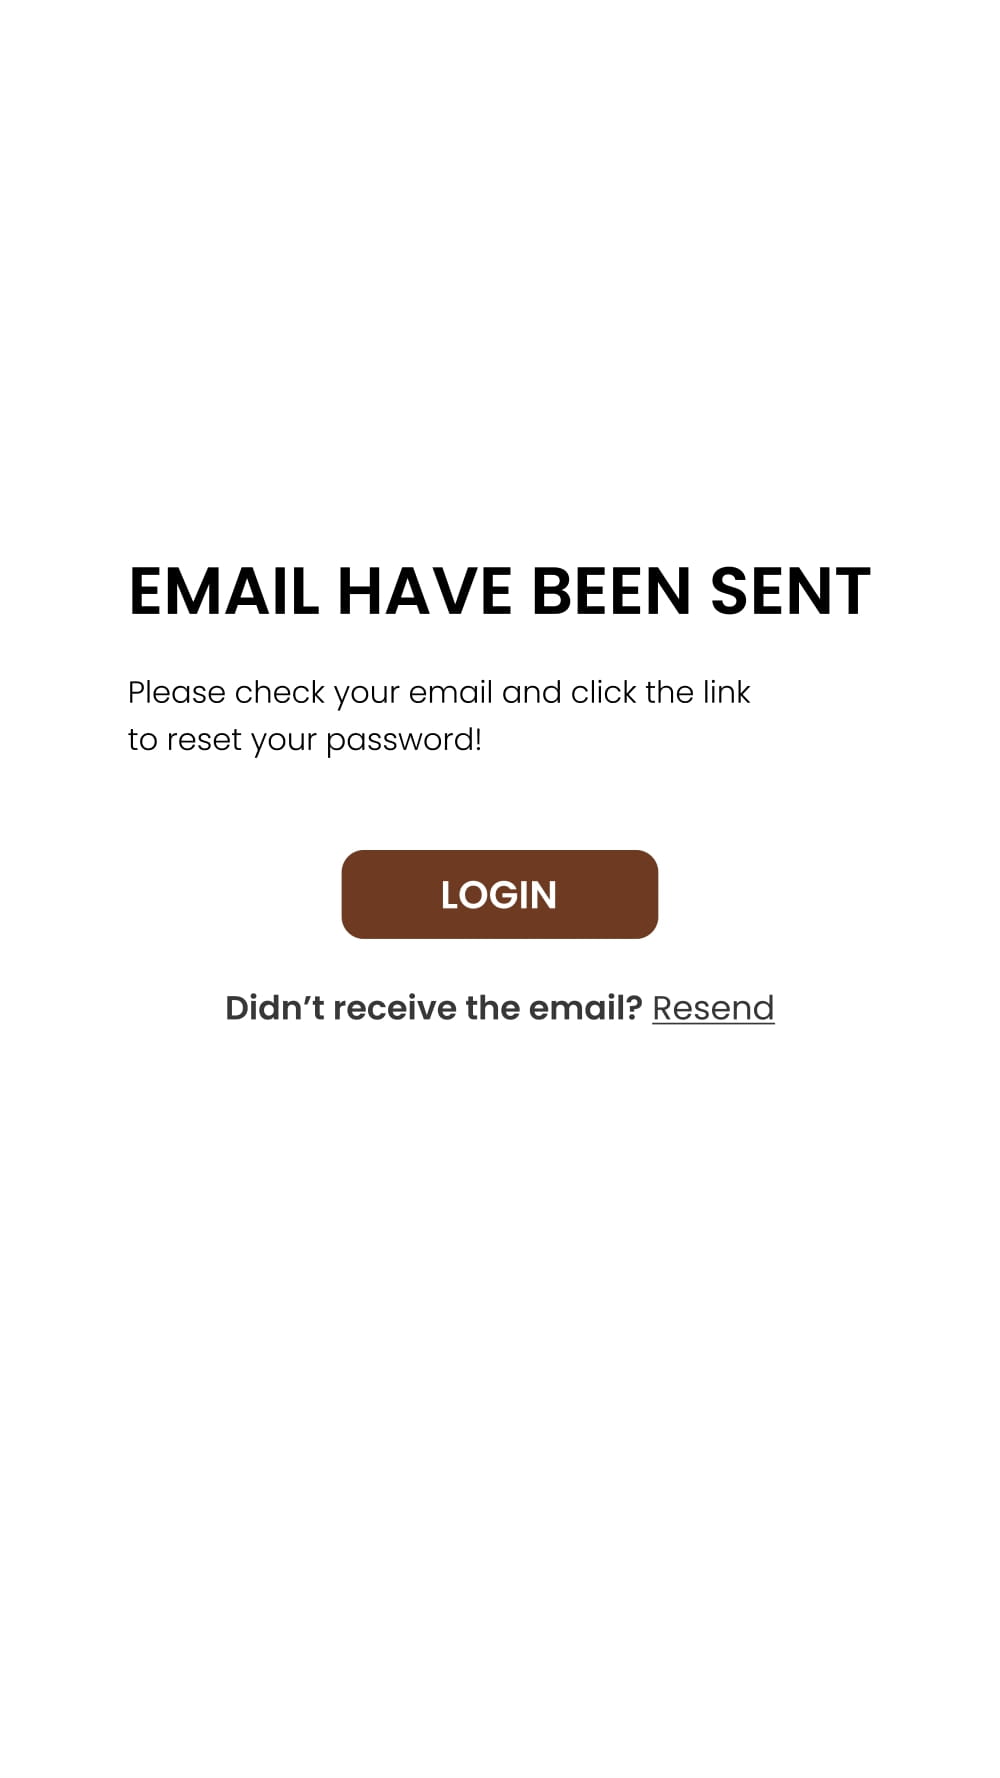 EMAIL HAVE BEEN SENT
Please check your email and click the link
to reset your password!
LOGIN
Didn’t receive the email? Resend